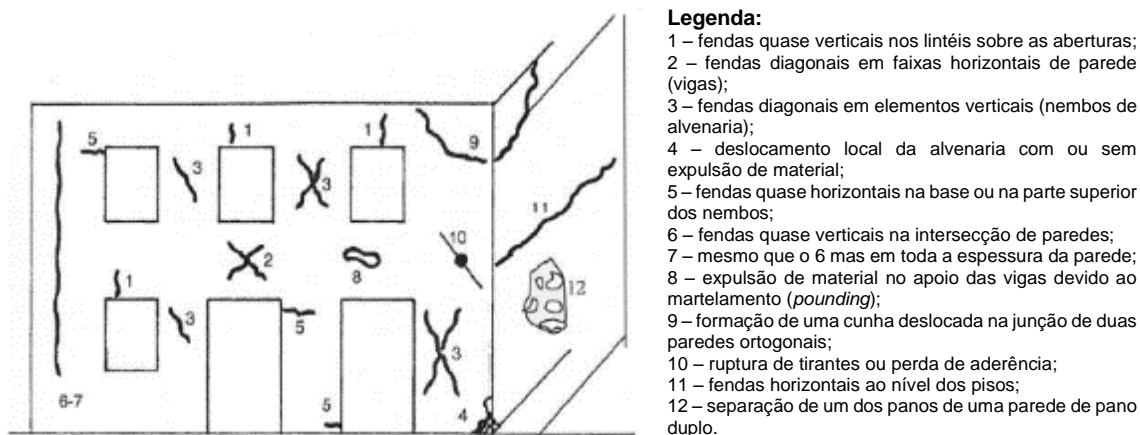 1
1
5
9
3
3
11
10
2
8
12
1
3
5
3
5
4
6-7
Legenda:
1 – fendas quase verticais nos lintéis sobre as aberturas;
2 – fendas diagonais em faixas horizontais de parede
(vigas);
3 – fendas diagonais em elementos verticais (nembos de
alvenaria);
4 – deslocamento local da alvenaria com ou sem
expulsão de material;
5 – fendas quase horizontais na base ou na parte superior
dos nembos;
6 – fendas quase verticais na intersecção de paredes;
7 – mesmo que o 6 mas em toda a espessura da parede;
8 – expulsão de material no apoio das vigas devido ao
martelamento (pounding);
9 – formação de uma cunha deslocada na junção de duas
paredes ortogonais;
10 – ruptura de tirantes ou perda de aderência;
11 – fendas horizontais ao nível dos pisos;
12 – separação de um dos panos de uma parede de pano
duplo.